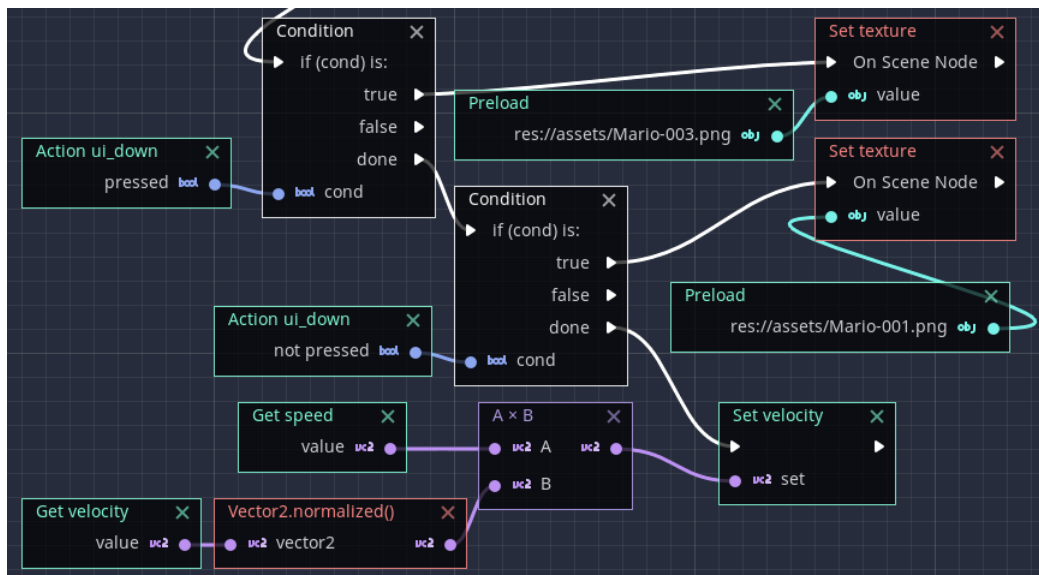 Condition
if (cond) is:
true
false
done
bool cond
Action ui_down
pressed bool
Preload
res://assets/Mario-003.png obj
Set texture
On Scene Node
obj value
Set texture
On Scene Node
obj value
Condition
if (cond) is:
true
false
done
bool cond
Preload
res://assets/Mario-001.png obj
Action ui_down
not pressed bool
Get speed
value vc2
A × B
vc2 A vc2
vc2 B
Set velocity
vc2 set
Get velocity
value vc2
Vector2.normalized()
vc2 vector2 vc2